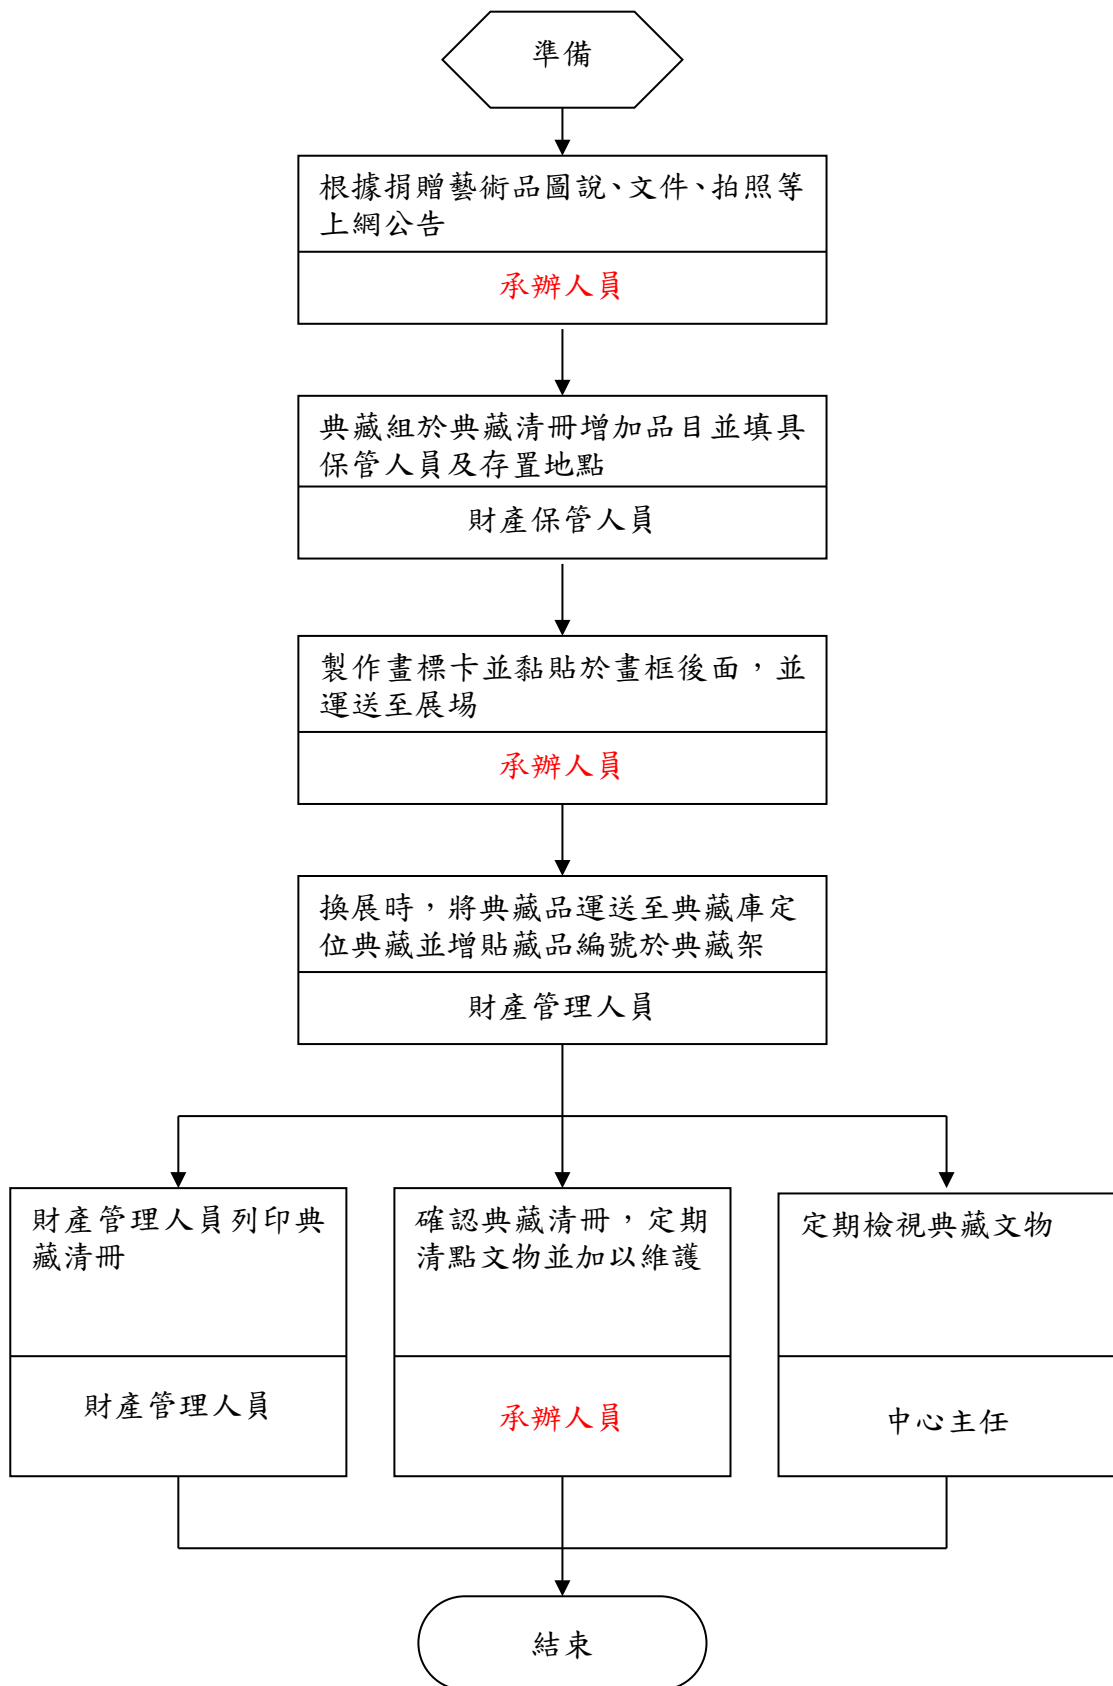 準備
根據捐贈藝術品圖說、文件、拍照等
上網公告
承辦人員
典藏組於典藏清冊增加品目並填具
保管人員及存置地點
財產保管人員
製作畫標卡並黏貼於畫框後面，並
運送至展場
承辦人員
換展時，將典藏品運送至典藏庫定
位典藏並增貼藏品編號於典藏架
財產管理人員
財產管理人員列印典
藏清冊
財產管理人員
確認典藏清冊，定期
清點文物並加以維護
承辦人員
定期檢視典藏文物
中心主任
結束